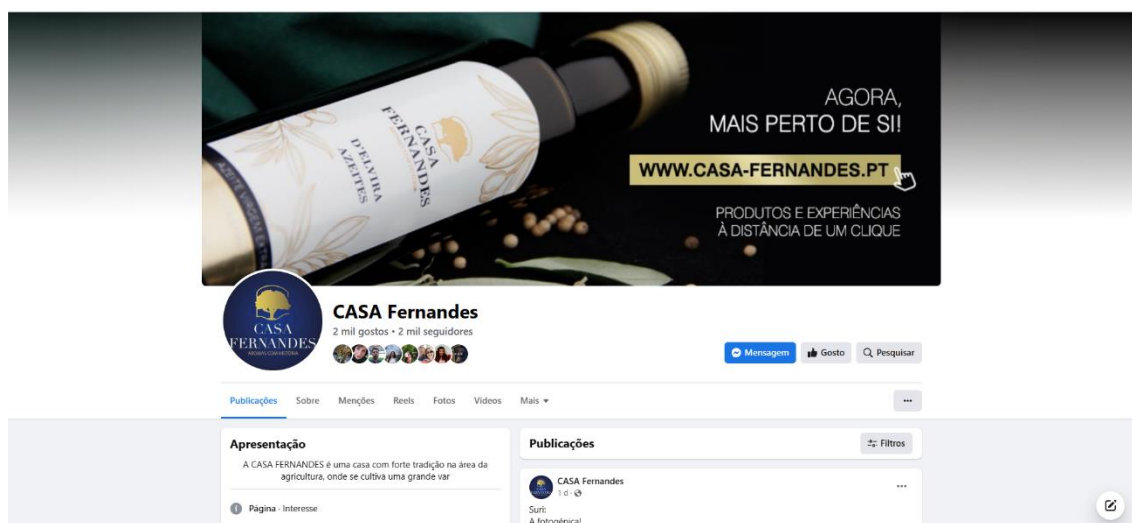 AGORA,
MAIS PERTO DE SI!
WWW.CASA-FERNANDES.PT
PRODUTOS E EXPERIÊNCIAS
À DISTÂNCIA DE UM CLIQUE
CASA
FERNANDES
D'ELVIRA
AZEITES
AZEITE VIRGEM EXTRA
CASA
FERNANDES
CASA Fernandes
2 mil gostos • 2 mil seguidores
Mensagem
Gosto
Pesquisar
Publicações
Sobre
Menções
Reels
Fotos
Vídeos
Mais
Apresentação
A CASA FERNANDES é uma casa com forte tradição na área da
agricultura, onde se cultiva uma grande var
Página · Interesse
Publicações
Filtros
CASA Fernandes
1 d
Suri:
A fotogénica!